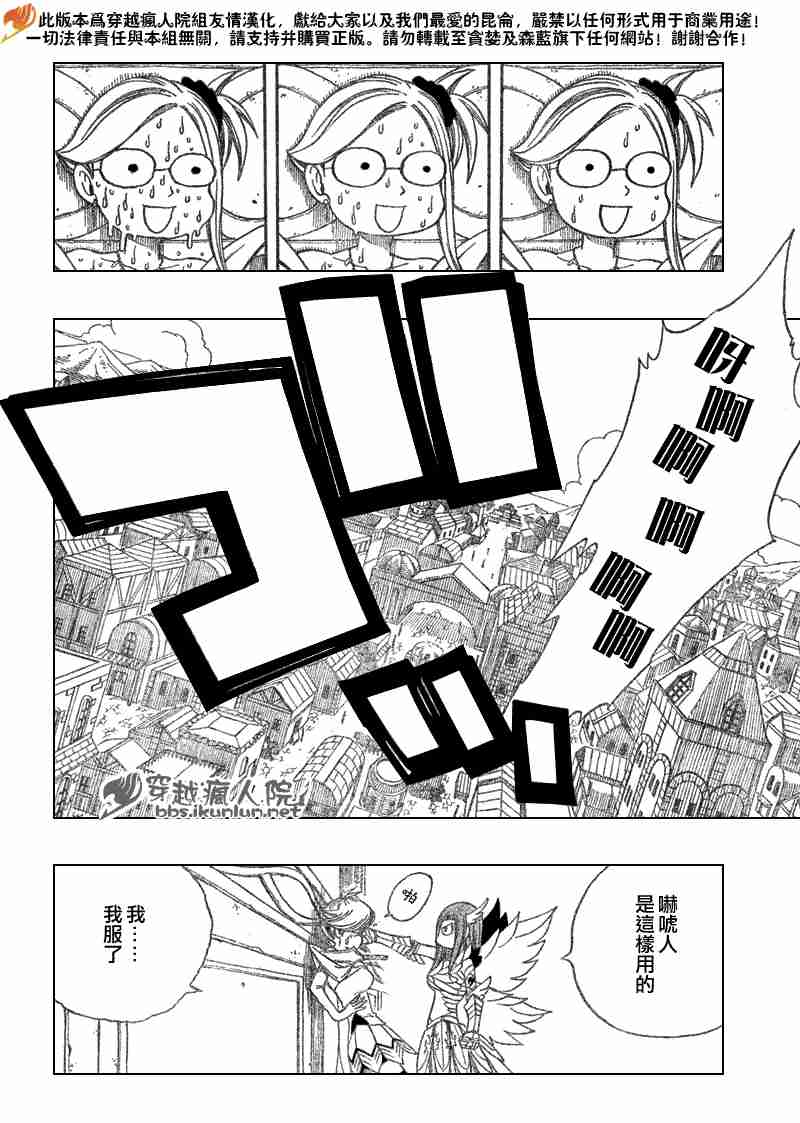 此版本爲穿越瘋人院組友情漢化，獻給大家以及我們最愛的昆侖，嚴禁以任何形式用于商業用途！
一切法律責任與本組無關，請支持并購買正版。請勿轉載至貪婪及森藍旗下任何網站！謝謝合作！
呀啊啊啊啊啊
ゴッ
穿越瘋人院
bbs.ikunlun.net
嚇唬人
是這樣用的
啪
我……
我服了